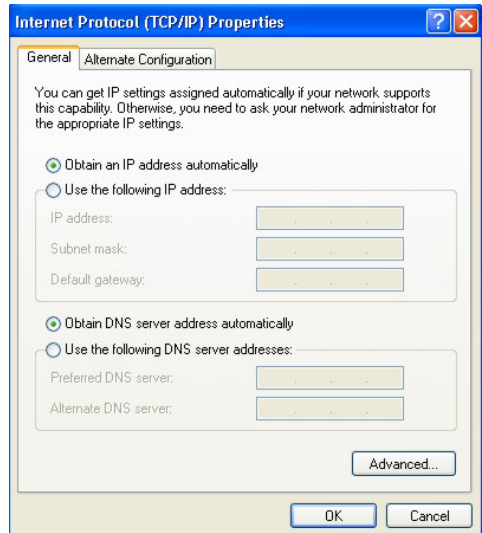 Internet Protocol (TCP/IP) Properties
General
Alternate Configuration
You can get IP settings assigned automatically if your network supports
this capability. Otherwise, you need to ask your network administrator for
the appropriate IP settings.
Obtain an IP address automatically
Use the following IP address:
IP address:
Subnet mask:
Default gateway:
Obtain DNS server address automatically
Use the following DNS server addresses:
Preferred DNS server:
Alternate DNS server:
Advanced...
OK
Cancel